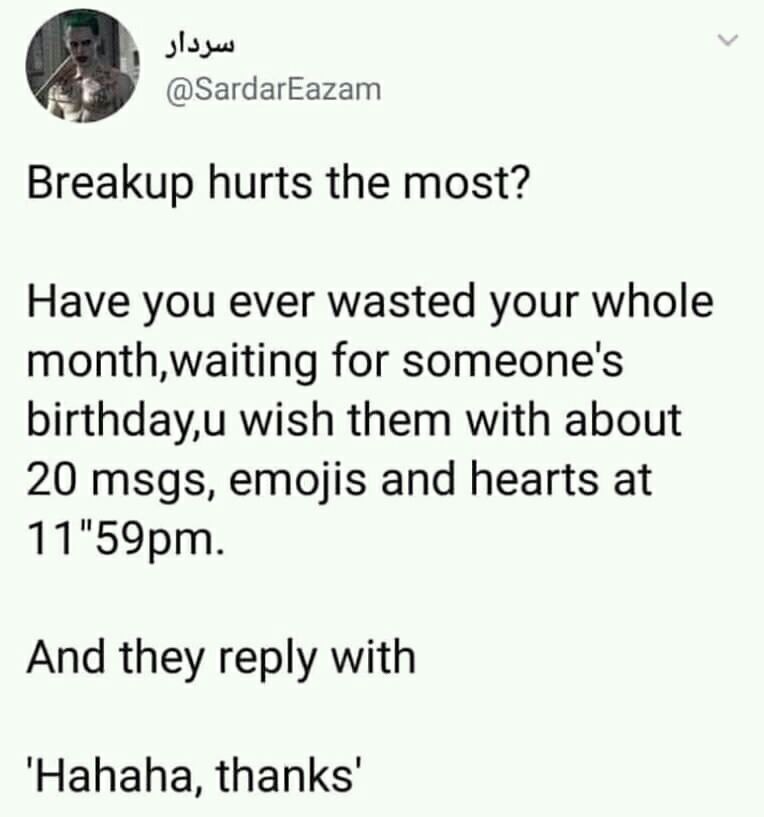 سردار
@SardarEazam
Breakup hurts the most?
Have you ever wasted your whole
month,waiting for someone's
birthday,u wish them with about
20 msgs, emojis and hearts at
11"59pm.
And they reply with
'Hahaha, thanks'